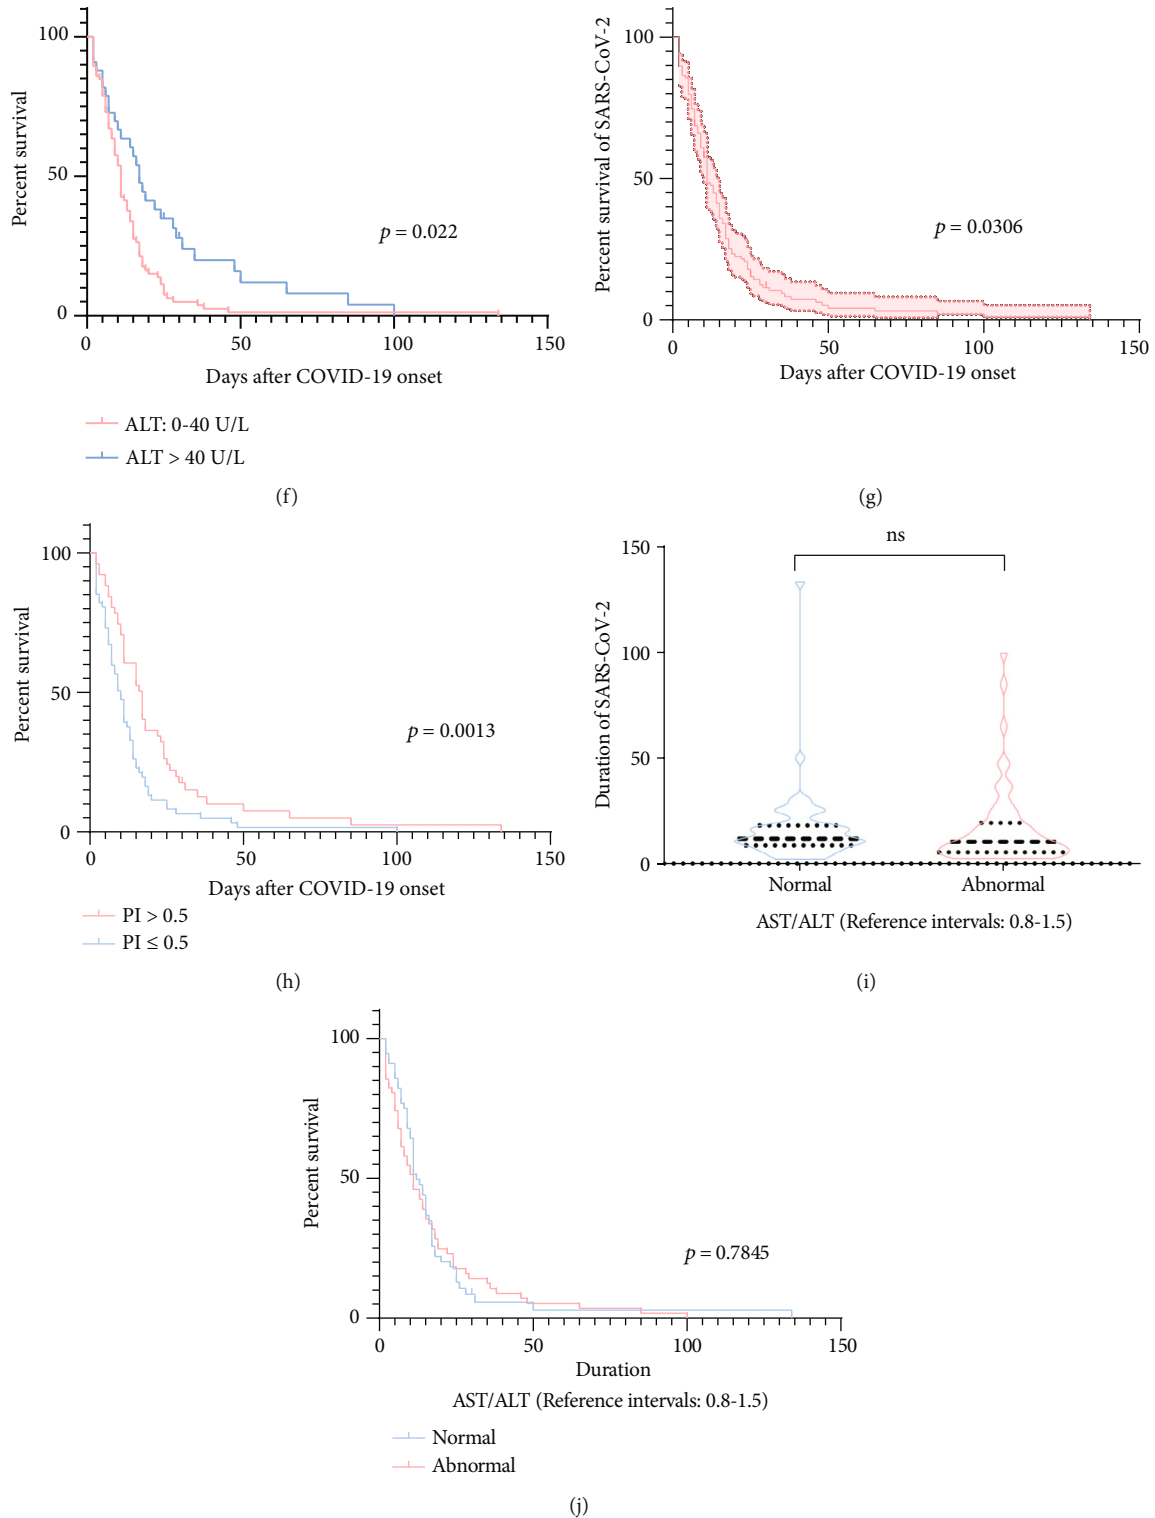 Percent survival
100
50
0
0 50 100 150
Days after COVID-19 onset
p = 0.022
ALT: 0-40 U/L
ALT > 40 U/L
(f)
Percent survival of SARS-CoV-2
100
50
0
0 50 100 150
Days after COVID-19 onset
p = 0.0306
(g)
Percent survival
100
50
0
0 50 100 150
Days after COVID-19 onset
p = 0.0013
PI > 0.5
PI ≤ 0.5
(h)
Duration of SARS-CoV-2
150
100
50
0
ns
Normal Abnormal
AST/ALT (Reference intervals: 0.8-1.5)
(i)
Percent survival
100
50
0
0 50 100 150
Duration
p = 0.7845
AST/ALT (Reference intervals: 0.8-1.5)
Normal
Abnormal
(j)